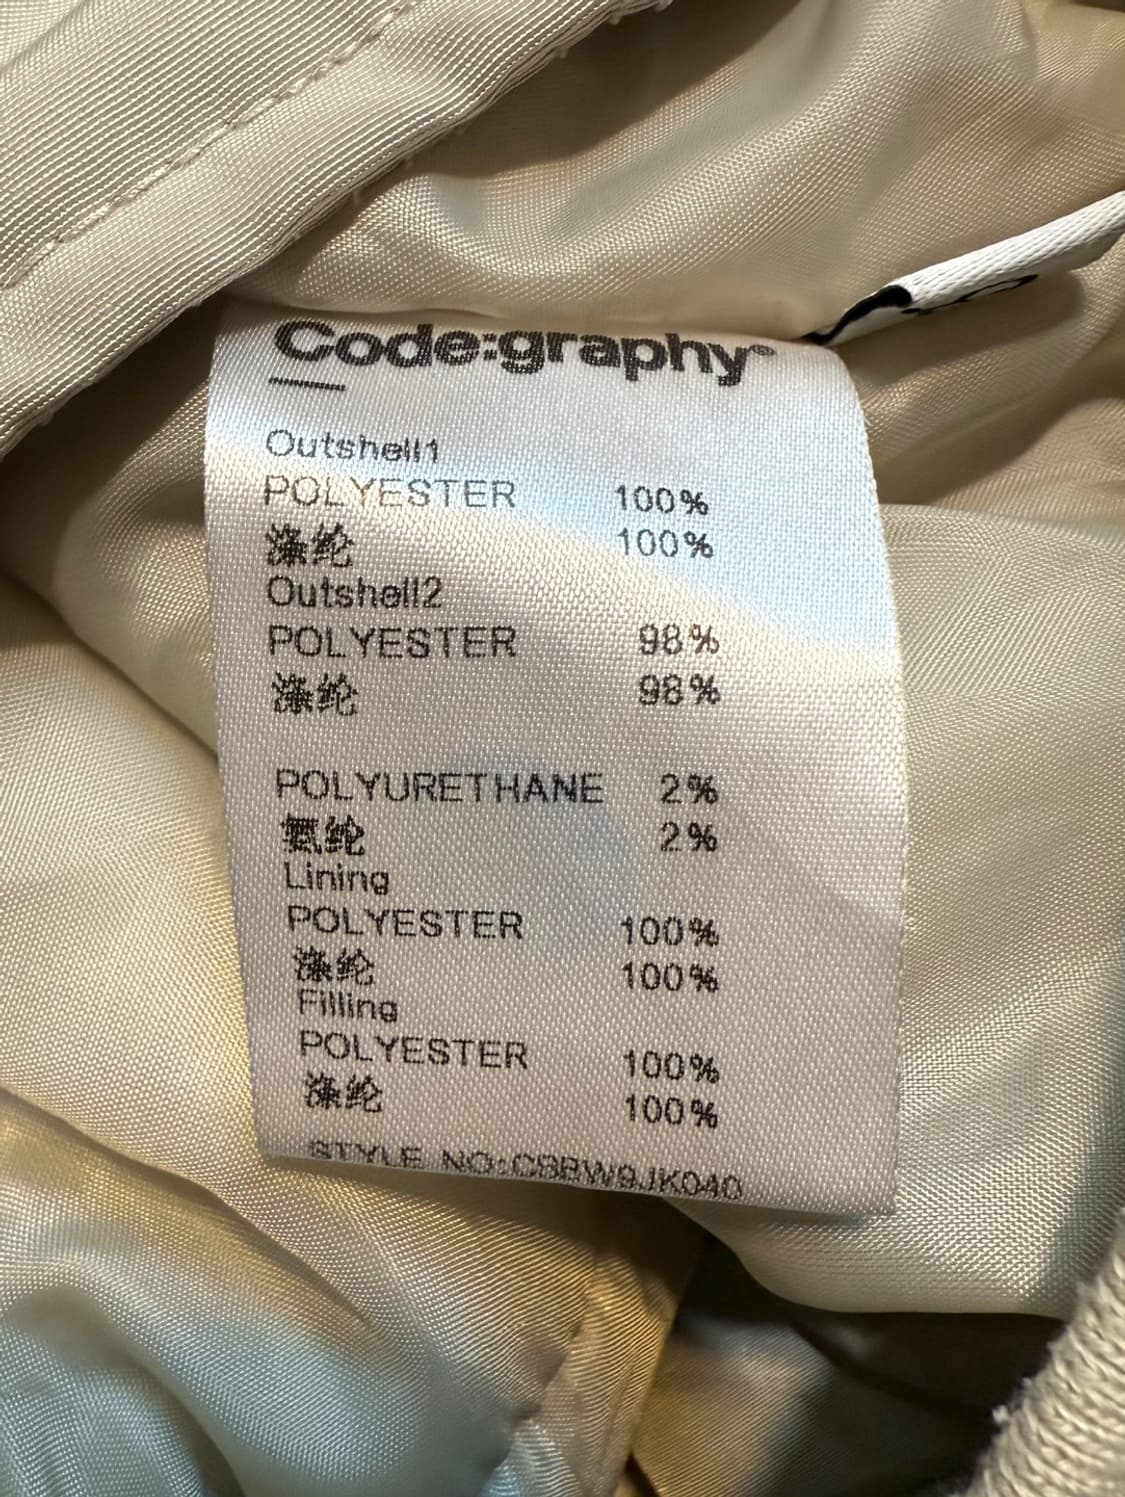 Code:graphy®
Outshell1
POLYESTER 100%
涤纶 100%
Outshell2
POLYESTER 98%
涤纶 98%
POLYURETHANE 2%
氨纶 2%
Lining
POLYESTER 100%
涤纶 100%
Filling
POLYESTER 100%
涤纶 100%
STYLE NO:CBBW9JK040